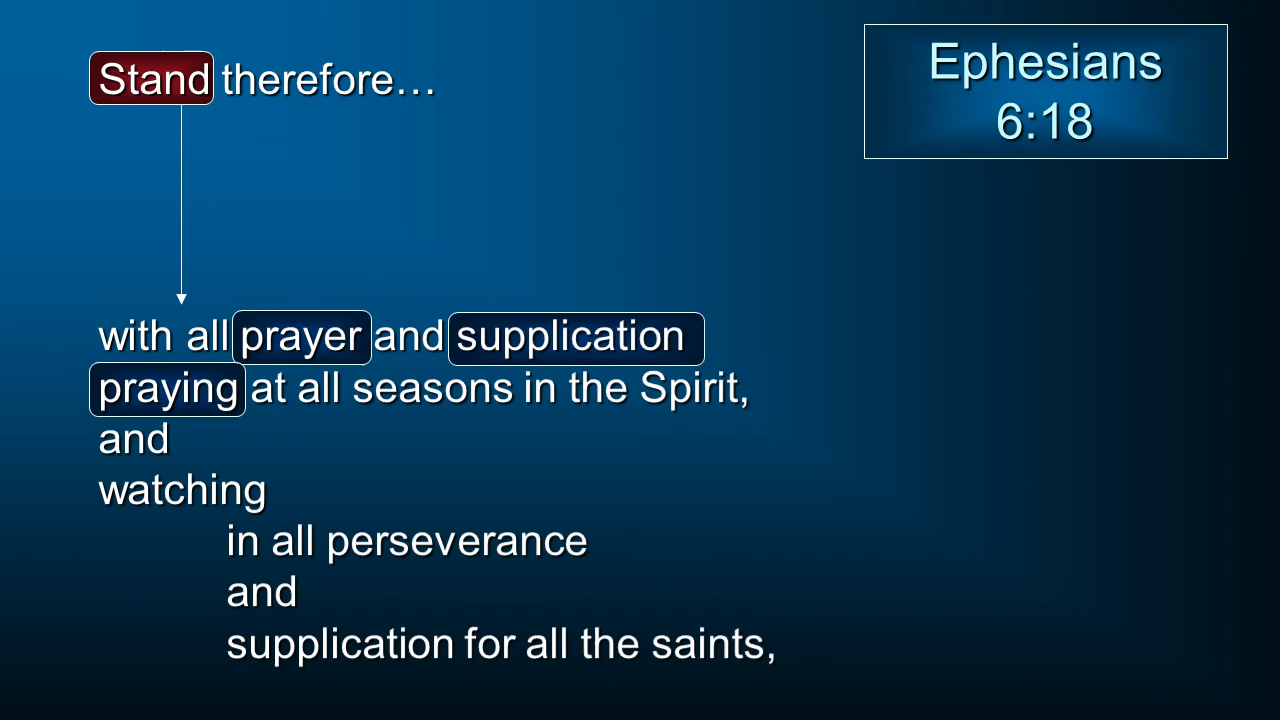 Stand therefore…
Ephesians
6:18
with all prayer and supplication
praying at all seasons in the Spirit,
and
watching
in all perseverance
and
supplication for all the saints,